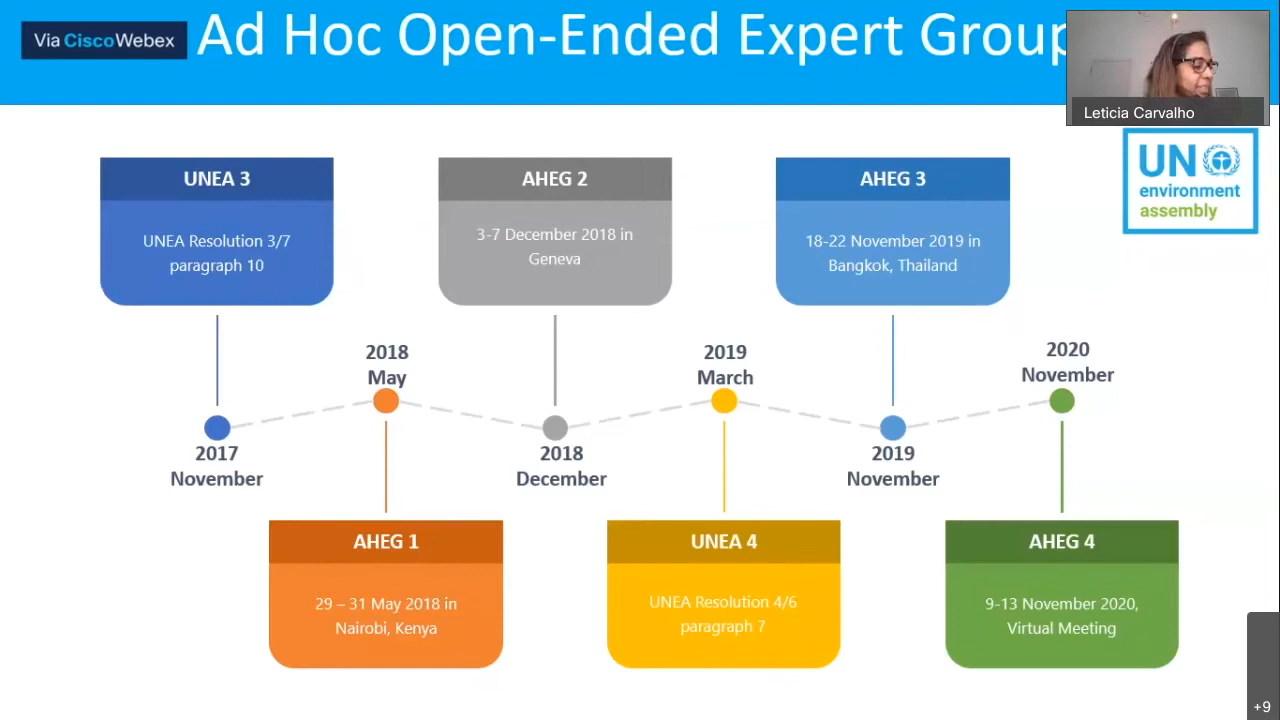 Via CiscoWebex
Ad Hoc Open-Ended Expert Group
Leticia Carvalho
UN
environment
assembly
UNEA 3
UNEA Resolution 3/7
paragraph 10
AHEG 2
3-7 December 2018 in
Geneva
AHEG 3
18-22 November 2019 in
Bangkok, Thailand
2018
May
2019
March
2020
November
2017
November
2018
December
2019
November
AHEG 1
29 – 31 May 2018 in
Nairobi, Kenya
UNEA 4
UNEA Resolution 4/6
paragraph 7
AHEG 4
9-13 November 2020,
Virtual Meeting
+9